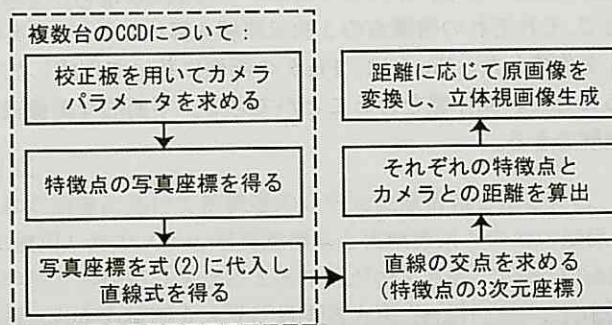 複数台のCCDについて:
校正板を用いてカメラ
パラメータを求める
特徴点の写真座標を得る
写真座標を式(2)に代入し
直線式を得る
直線の交点を求める
(特徴点の3次元座標)
それぞれの特徴点と
カメラとの距離を算出
距離に応じて原画像を
変換し、立体視画像生成